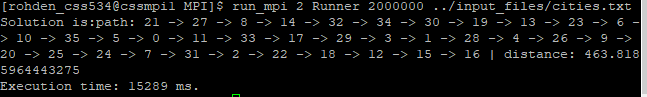 [rohden_css534@cssmpi1 MPI]$ run_mpi 2 Runner 2000000 ../input_files/cities.txt
Solution is:path: 21 -> 27 -> 8 -> 14 -> 32 -> 34 -> 30 -> 19 -> 13 -> 23 -> 6 -
> 10 -> 35 -> 5 -> 0 -> 11 -> 33 -> 17 -> 29 -> 3 -> 1 -> 28 -> 4 -> 26 -> 9 ->
20 -> 25 -> 24 -> 7 -> 31 -> 2 -> 22 -> 18 -> 12 -> 15 -> 16 | distance: 463.818
5964443275
Execution time: 15289 ms.